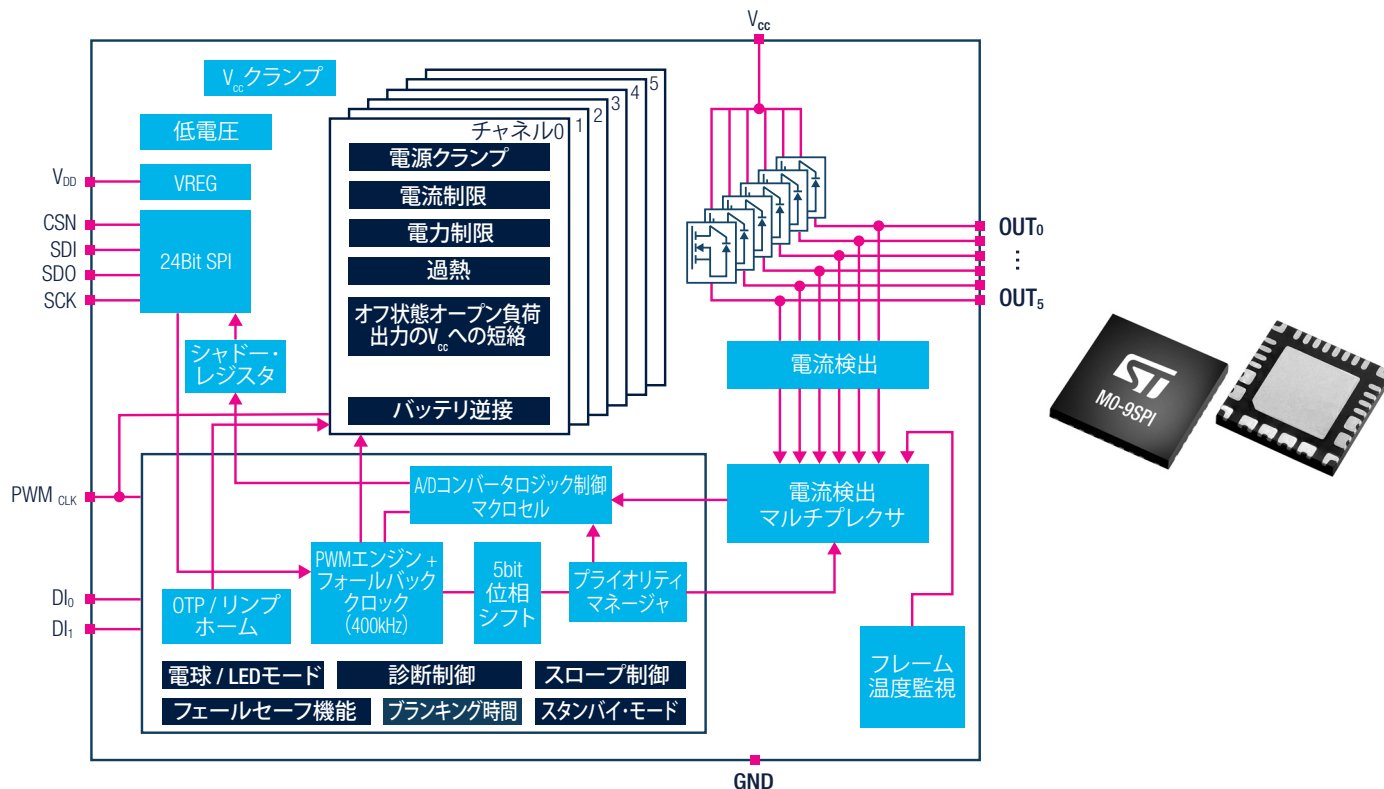 Vcc
Vccクランプ
5
4
3
2
1
チャネル0
低電圧
電源クランプ
VDD
VREG
電流制限
CSN
SDI
SDO
SCK
24Bit SPI
電力制限
過熱
オフ状態オープン負荷
出力のVccへの短絡
バッテリ逆接
OUT0
⋮
OUT5
シャドー・
レジスタ
電流検出
ST
M0-9SPI
PWM CLK
A/Dコンバータロジック制御
マクロセル
電流検出
マルチプレクサ
PWMエンジン +
フォールバック
クロック
(400kHz)
5bit
位相
シフト
プライオリティ
マネージャ
DI0
DI1
OTP / リンプ
ホーム
フレーム
温度監視
電球 / LEDモード
診断制御
スロープ制御
フェールセーフ機能
ブランキング時間
スタンバイ・モード
GND